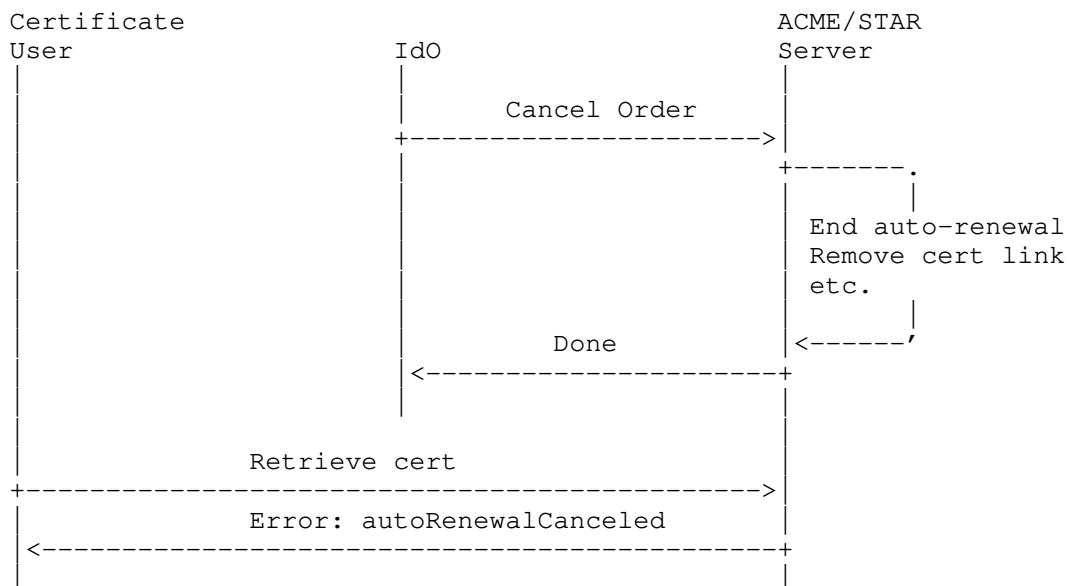 Certificate ACME/STAR
User IdO Server
Cancel Order
End auto-renewal
Remove cert link
etc.
Done
Retrieve cert
Error: autoRenewalCanceled